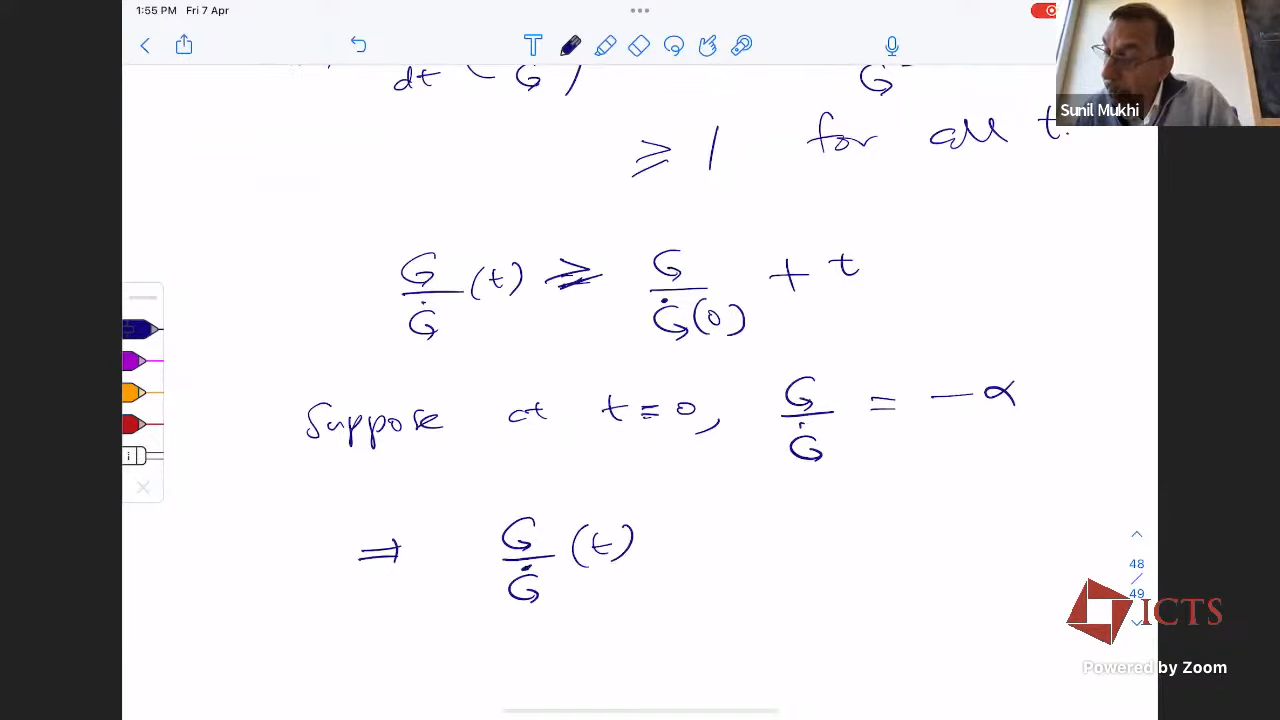 1:55 PM Fri 7 Apr
Sunil Mukhi
dt ( G ) G
≥ 1 for all t.
G/Ġ (t) ≥ G/Ġ(0) + t
Suppose at t = 0, G/Ġ = −α
⇒ G/Ġ (t)
48
/
49
ICTS
Powered by Zoom